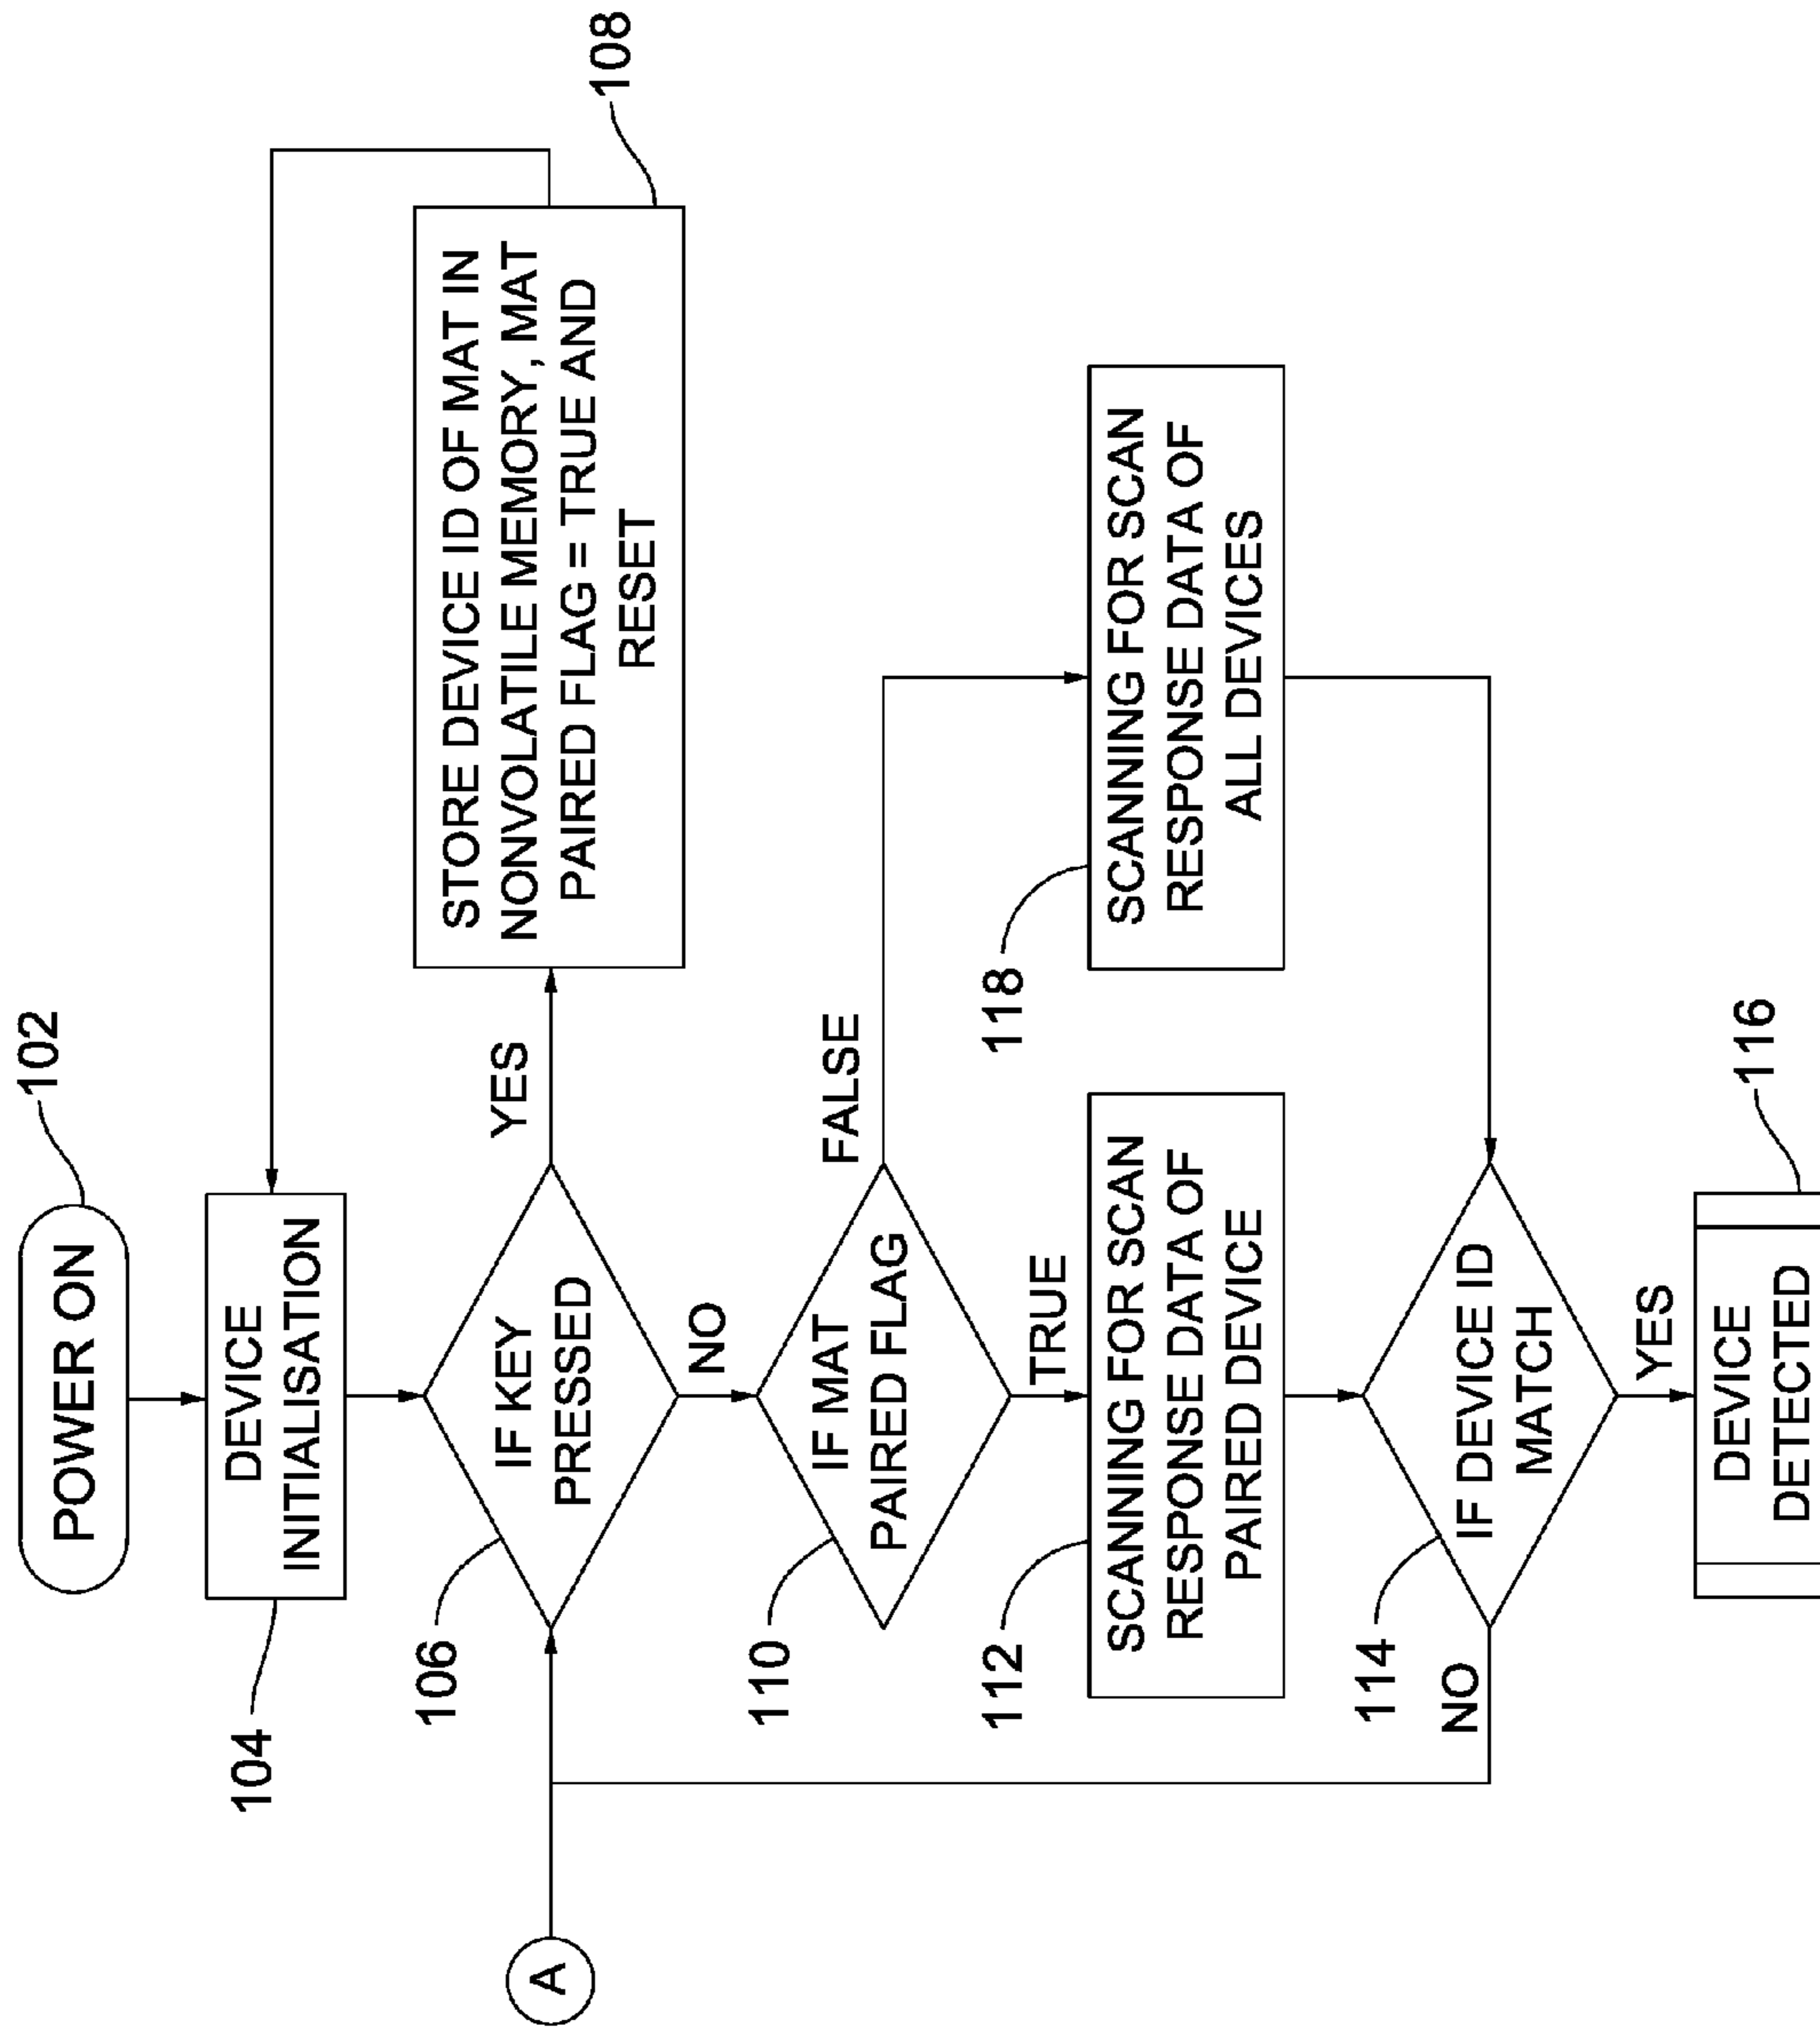 102
POWER ON
104
DEVICE
INITIALISATION
106
IF KEY
PRESSED
YES
NO
108
STORE DEVICE ID OF MAT IN
NONVOLATILE MEMORY, MAT
PAIRED FLAG = TRUE AND
RESET
A
110
IF MAT
PAIRED FLAG
FALSE
TRUE
112
SCANNING FOR SCAN
RESPONSE DATA OF
PAIRED DEVICE
118
SCANNING FOR SCAN
RESPONSE DATA OF
ALL DEVICES
114
IF DEVICE ID
MATCH
NO
YES
116
DEVICE
DETECTED